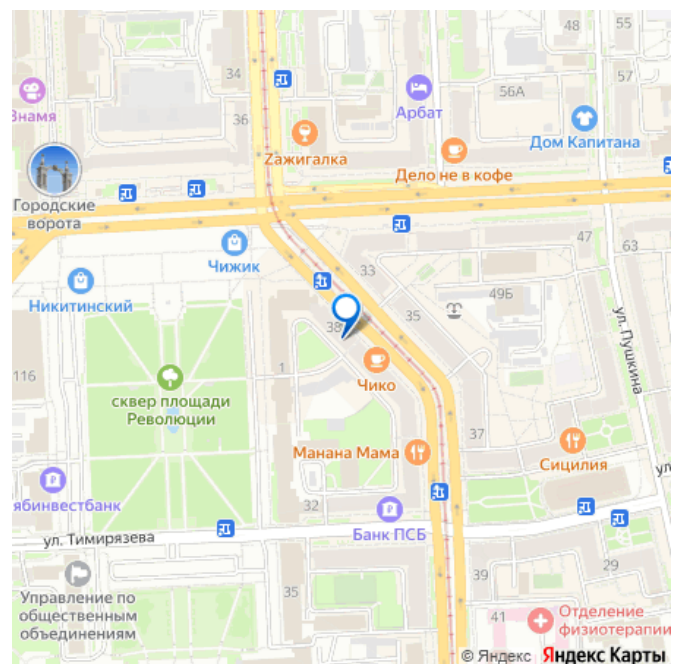 34
36
Знамя
Zажигалка
Арбат
56А
55
57
Дом Капитана
Дело не в кофе
Городские
ворота
Чижик
47
63
33
Никитинский
49Б
35
38
ул. Пушкина
116
1
Чико
сквер площади
Революции
37
Манана Мама
Сицилия
ябинвестбанк
32
Банк ПСБ
ул
ул. Тимирязева
35
39
29
Управление по
общественным
объединениям
41
Отделение
физиотерапии
© Яндекс Яндекс Карты